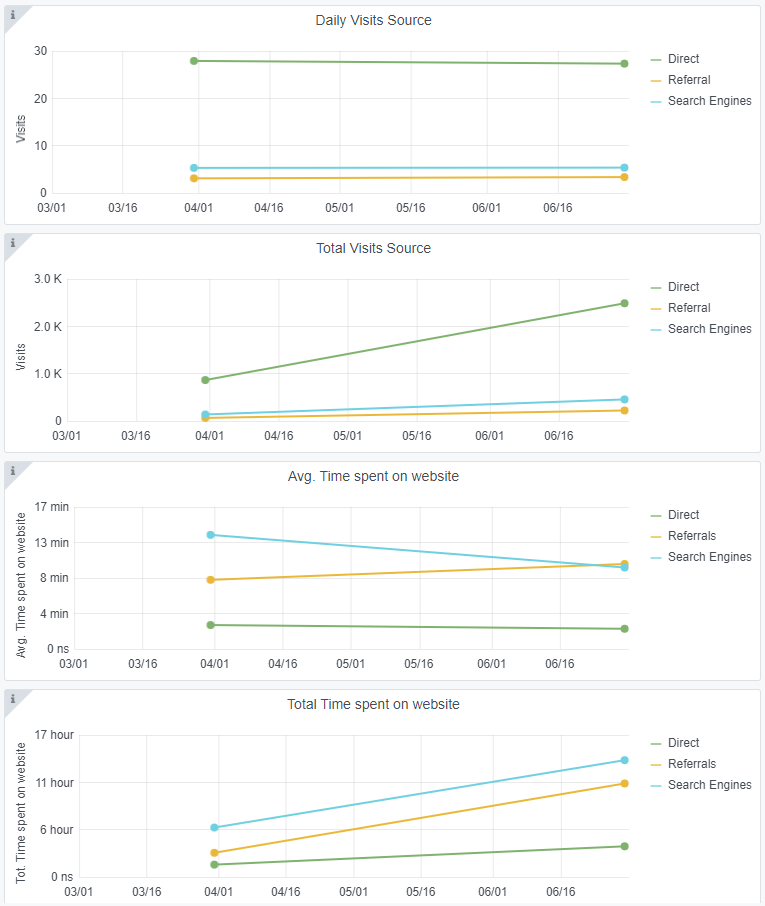 i
Daily Visits Source
30
20
10
0
Visits
03/01 03/16 04/01 04/16 05/01 05/16 06/01 06/16
Direct
Referral
Search Engines
i
Total Visits Source
3.0 K
2.0 K
1.0 K
0
Visits
03/01 03/16 04/01 04/16 05/01 05/16 06/01 06/16
Direct
Referral
Search Engines
i
Avg. Time spent on website
17 min
13 min
8 min
4 min
0 ns
Avg. Time spent on website
03/01 03/16 04/01 04/16 05/01 05/16 06/01 06/16
Direct
Referrals
Search Engines
i
Total Time spent on website
17 hour
11 hour
6 hour
0 ns
Tot. Time spent on website
03/01 03/16 04/01 04/16 05/01 05/16 06/01 06/16
Direct
Referrals
Search Engines